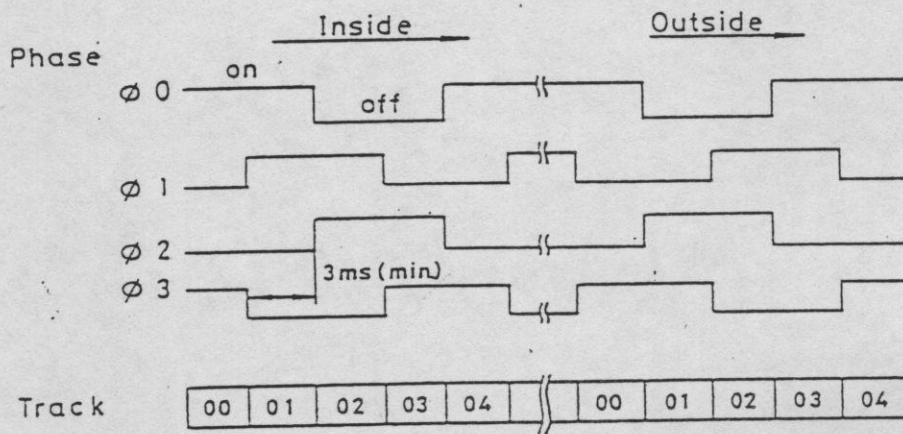 Inside Outside
Phase
on
ø 0
off
ø 1
ø 2
3ms(min)
ø 3
Track 00 01 02 03 04 00 01 02 03 04